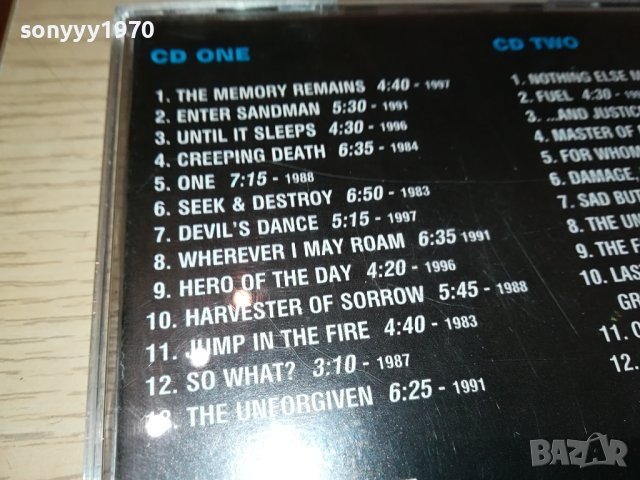 sonyyy1970
CD ONE
1. THE MEMORY REMAINS 4:40 - 1997
2. ENTER SANDMAN 5:30 - 1991
3. UNTIL IT SLEEPS 4:30 - 1996
4. CREEPING DEATH 6:35 - 1984
5. ONE 7:15 - 1988
6. SEEK & DESTROY 6:50 - 1983
7. DEVIL'S DANCE 5:15 - 1997
8. WHEREVER I MAY ROAM 6:35 1991
9. HERO OF THE DAY 4:20 - 1996
10. HARVESTER OF SORROW 5:45 - 1988
11. JUMP IN THE FIRE 4:40 - 1983
12. SO WHAT? 3:10 - 1987
13. THE UNFORGIVEN 6:25 - 1991
CD TWO
1. NOTHING ELSE
2. FUEL 4:30 -
3. ...AND JUSTIC
4. MASTER OF
5. FOR WHOM
6. DAMAGE,
7. SAD BUT
8. THE UN
9. THE F
10. LAS
GR
11.
12.
BAZAR
bg